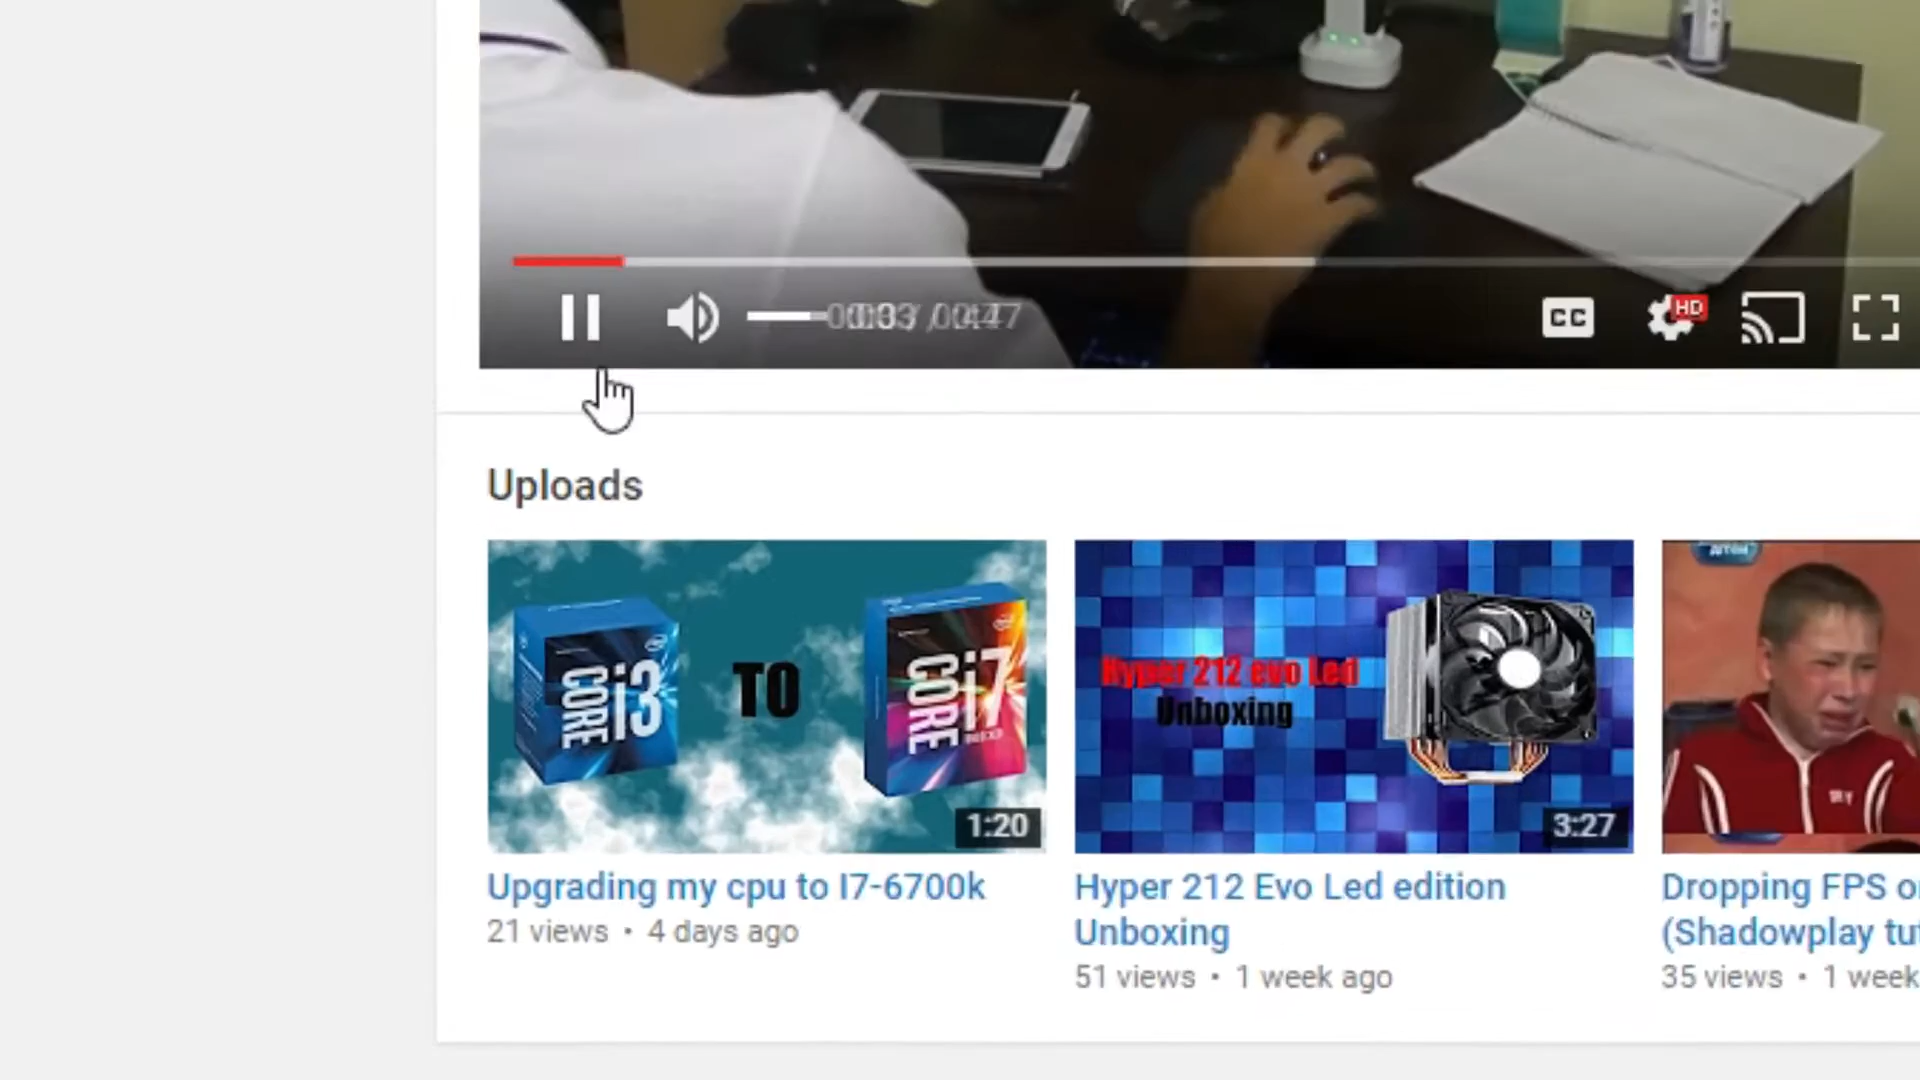 CC
HD
Uploads
CORE i3
TO
CORE i7
1:20
Hyper 212 evo Led
Unboxing
3:27
Upgrading my cpu to I7-6700k
21 views • 4 days ago
Hyper 212 Evo Led edition
Unboxing
51 views • 1 week ago
Dropping FPS
(Shadowplay
35 views • 1 week